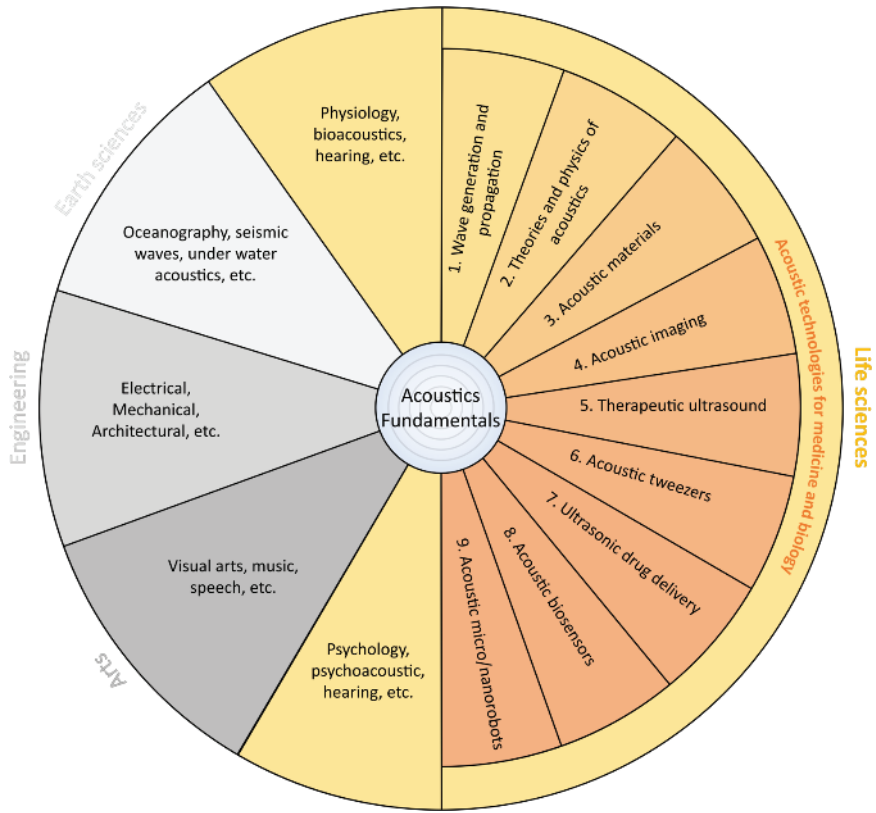 Physiology,
bioacoustics,
hearing, etc.
Earth sciences
Oceanography, seismic
waves, under water
acoustics, etc.
Engineering
Electrical,
Mechanical,
Architectural, etc.
Arts
Visual arts, music,
speech, etc.
Psychology,
psychoacoustic,
hearing, etc.
Acoustics
Fundamentals
1. Wave generation and
propagation
2. Theories and physics of
acoustics
3. Acoustic materials
4. Acoustic imaging
5. Therapeutic ultrasound
6. Acoustic tweezers
7. Ultrasonic drug delivery
8. Acoustic biosensors
9. Acoustic micro/nanorobots
Acoustic technologies for medicine and biology
Life sciences